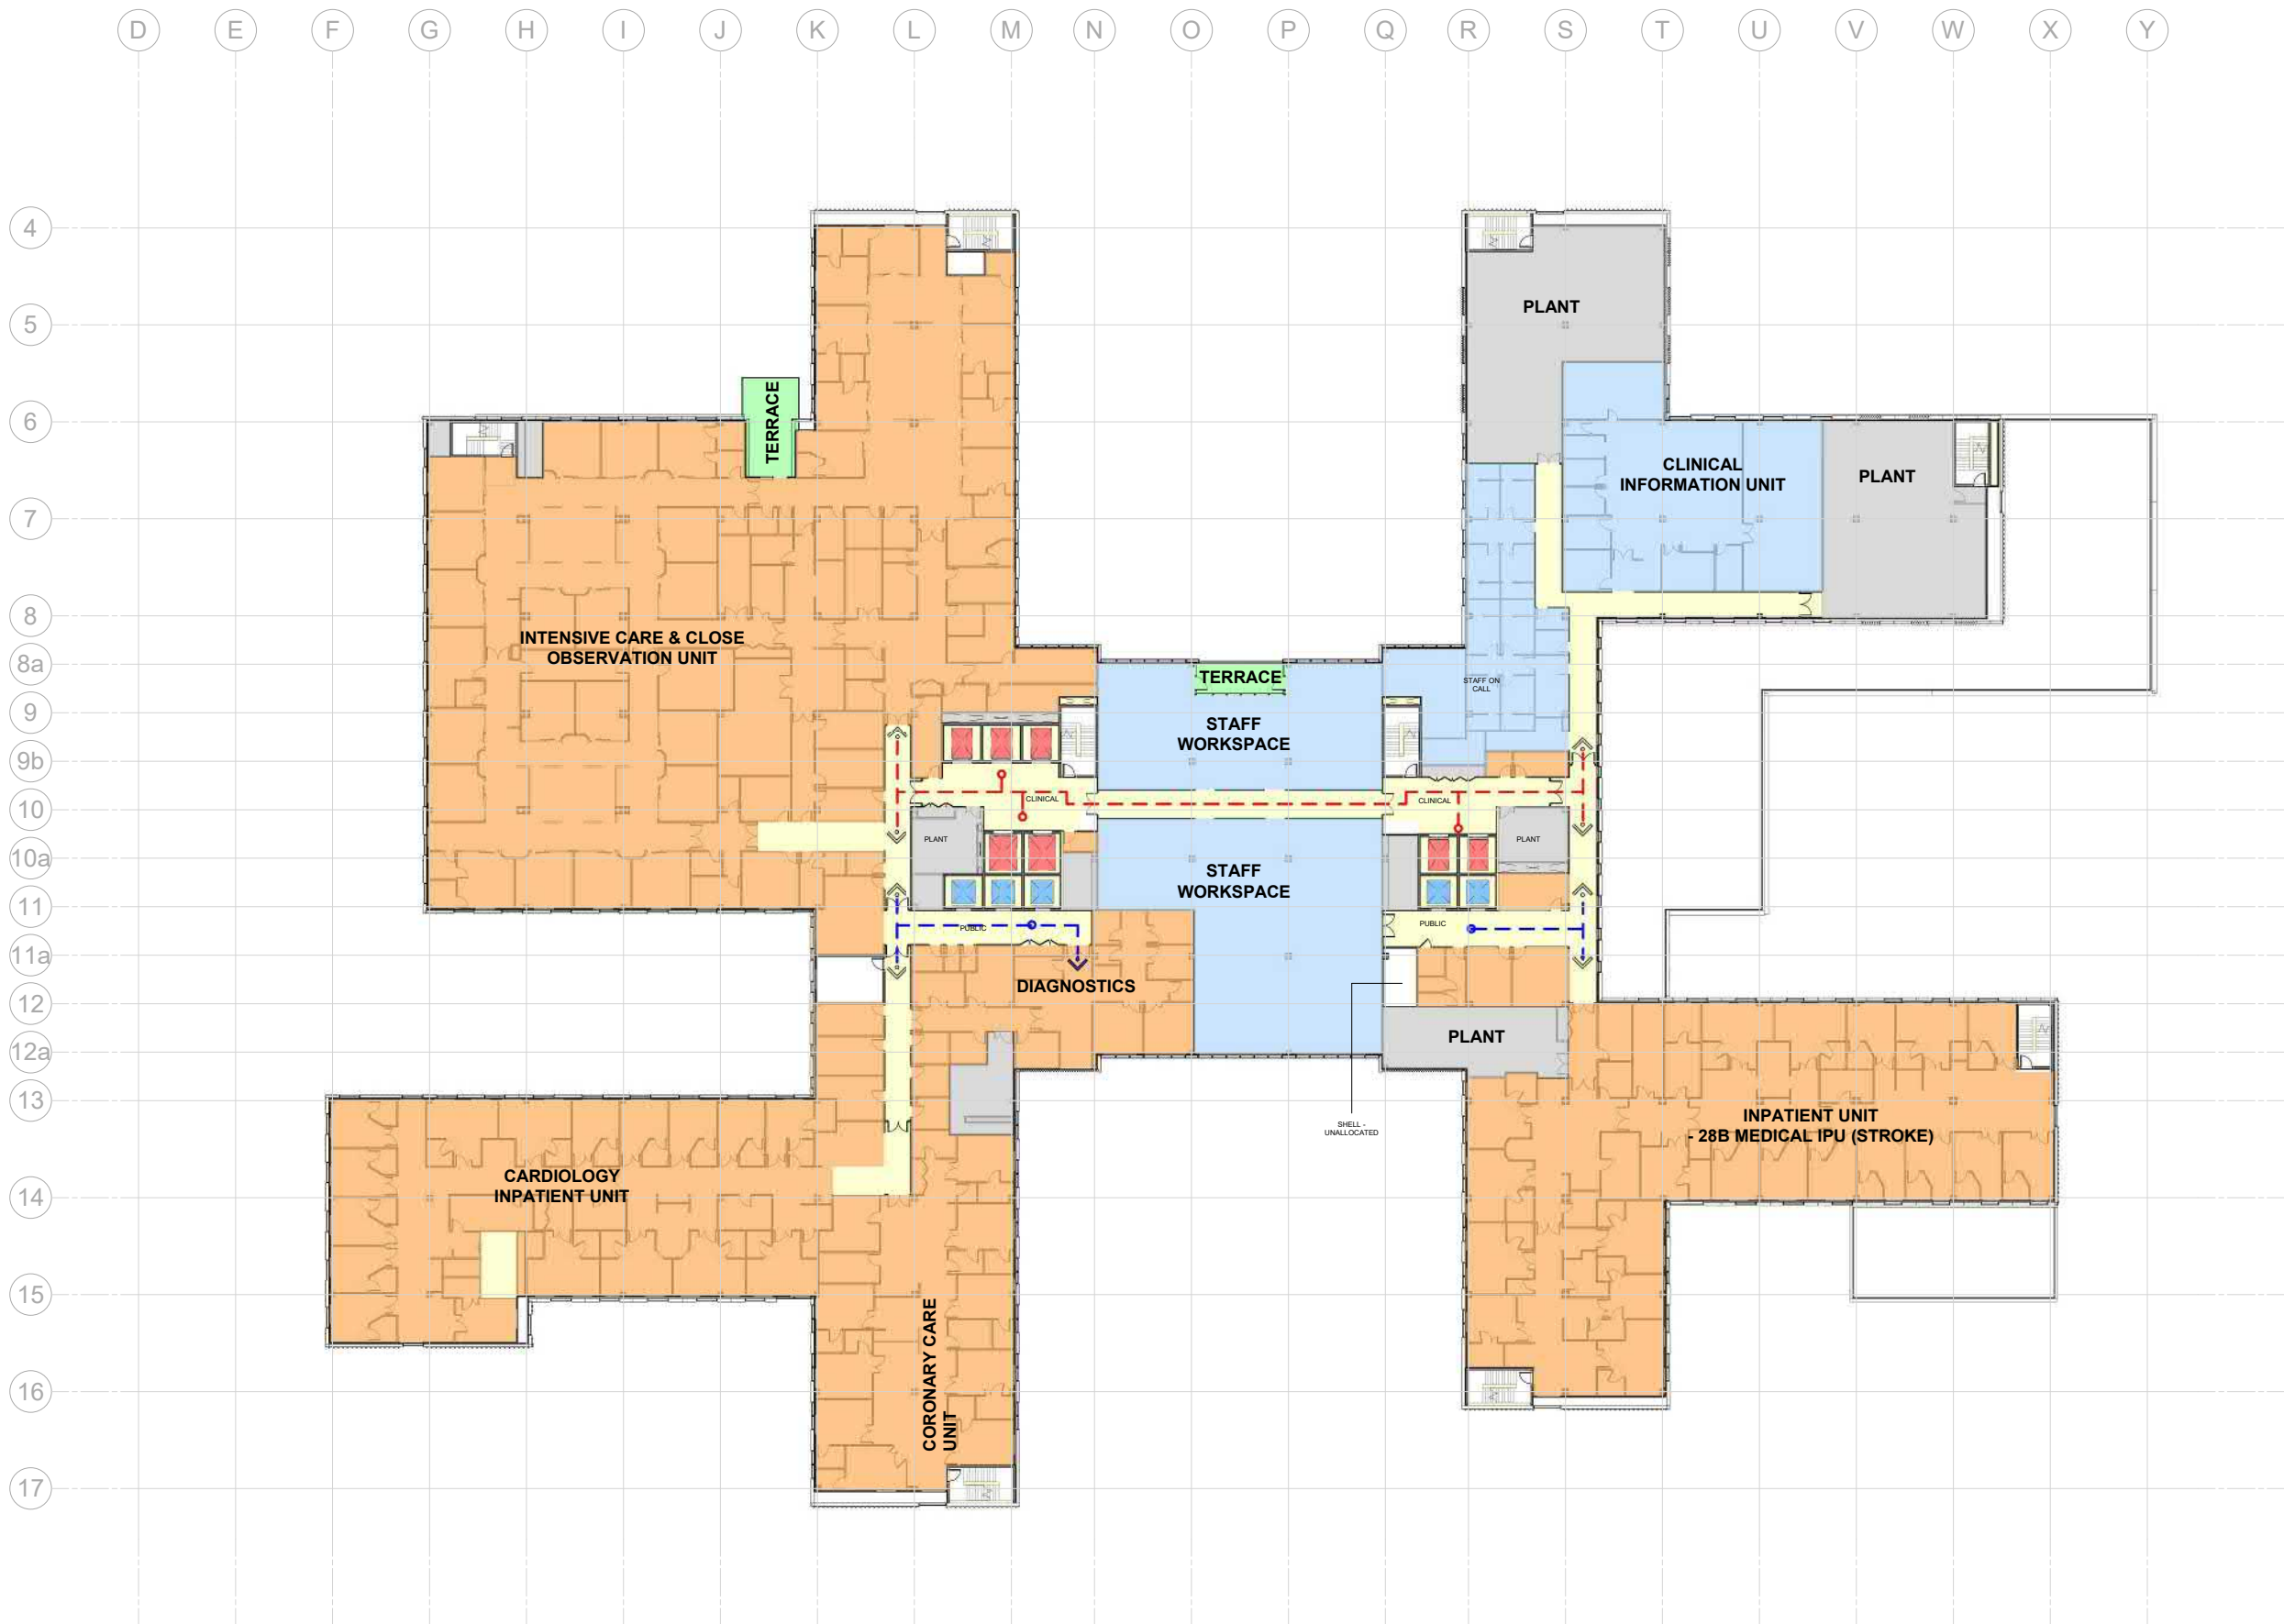 D E F G H I J K L M N O P Q R S T U V W X Y
4
5
6
7
8
8a
9
9b
10
10a
11
11a
12
12a
13
14
15
16
17
PLANT
TERRACE
CLINICAL
INFORMATION UNIT
PLANT
INTENSIVE CARE & CLOSE
OBSERVATION UNIT
TERRACE
STAFF ON
CALL
STAFF
WORKSPACE
CLINICAL
CLINICAL
PLANT
PLANT
STAFF
WORKSPACE
PUBLIC
PUBLIC
DIAGNOSTICS
PLANT
SHELL -
UNALLOCATED
INPATIENT UNIT
- 28B MEDICAL IPU (STROKE)
CARDIOLOGY
INPATIENT UNIT
CORONARY CARE
UNIT